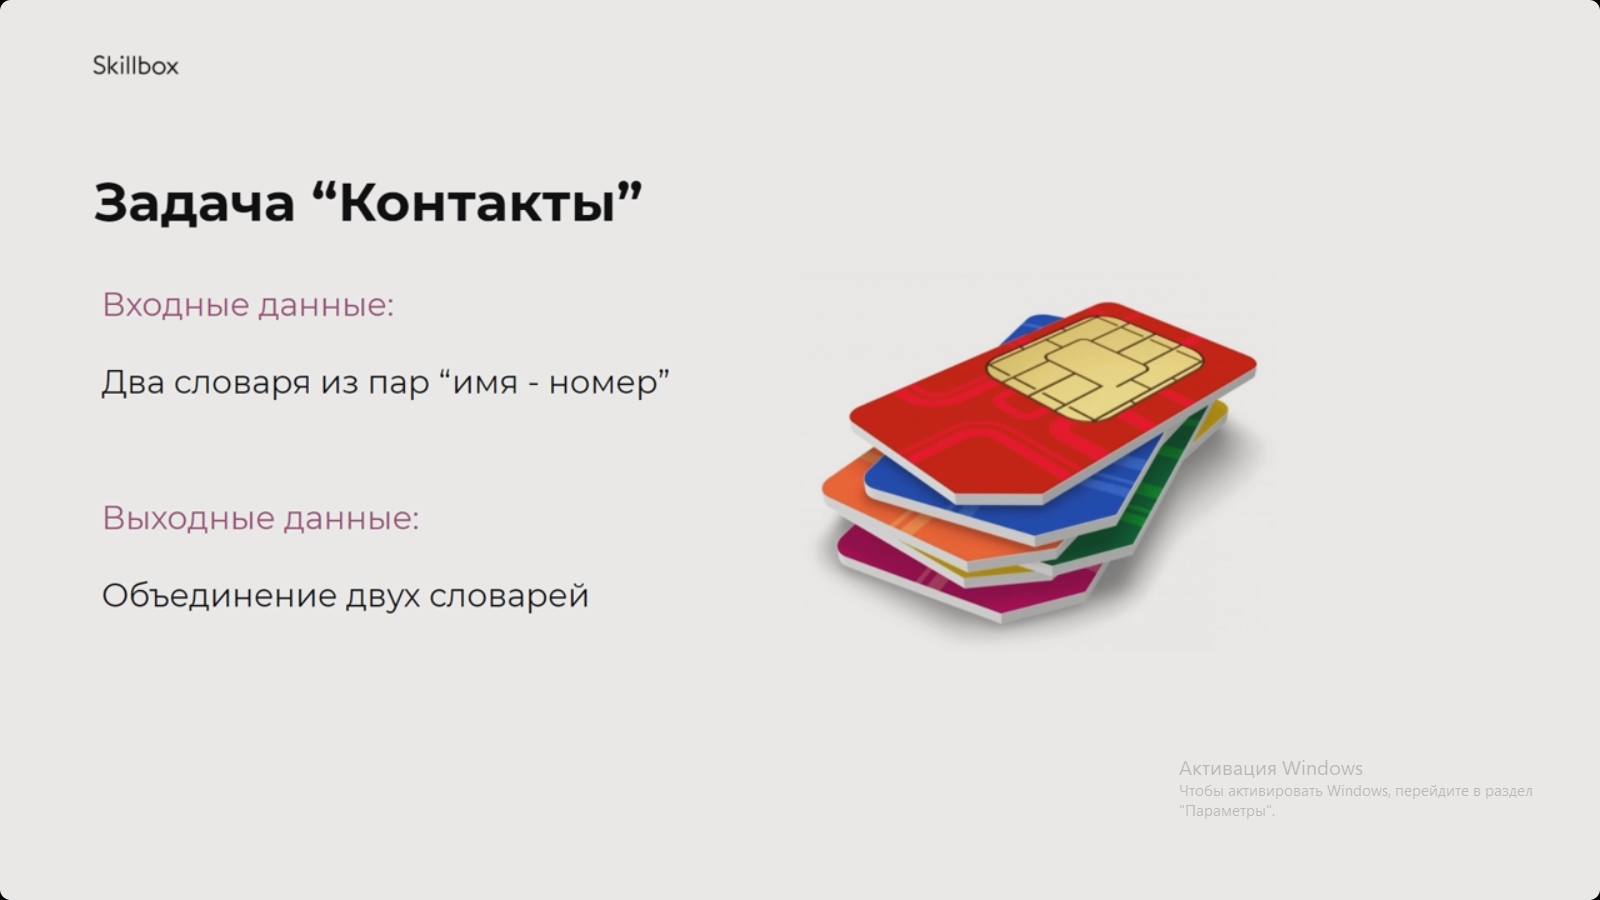 Skillbox
Задача “Контакты”
Входные данные:
Два словаря из пар “имя - номер”
Выходные данные:
Объединение двух словарей
Активация Windows
Чтобы активировать Windows, перейдите в раздел
"Параметры".